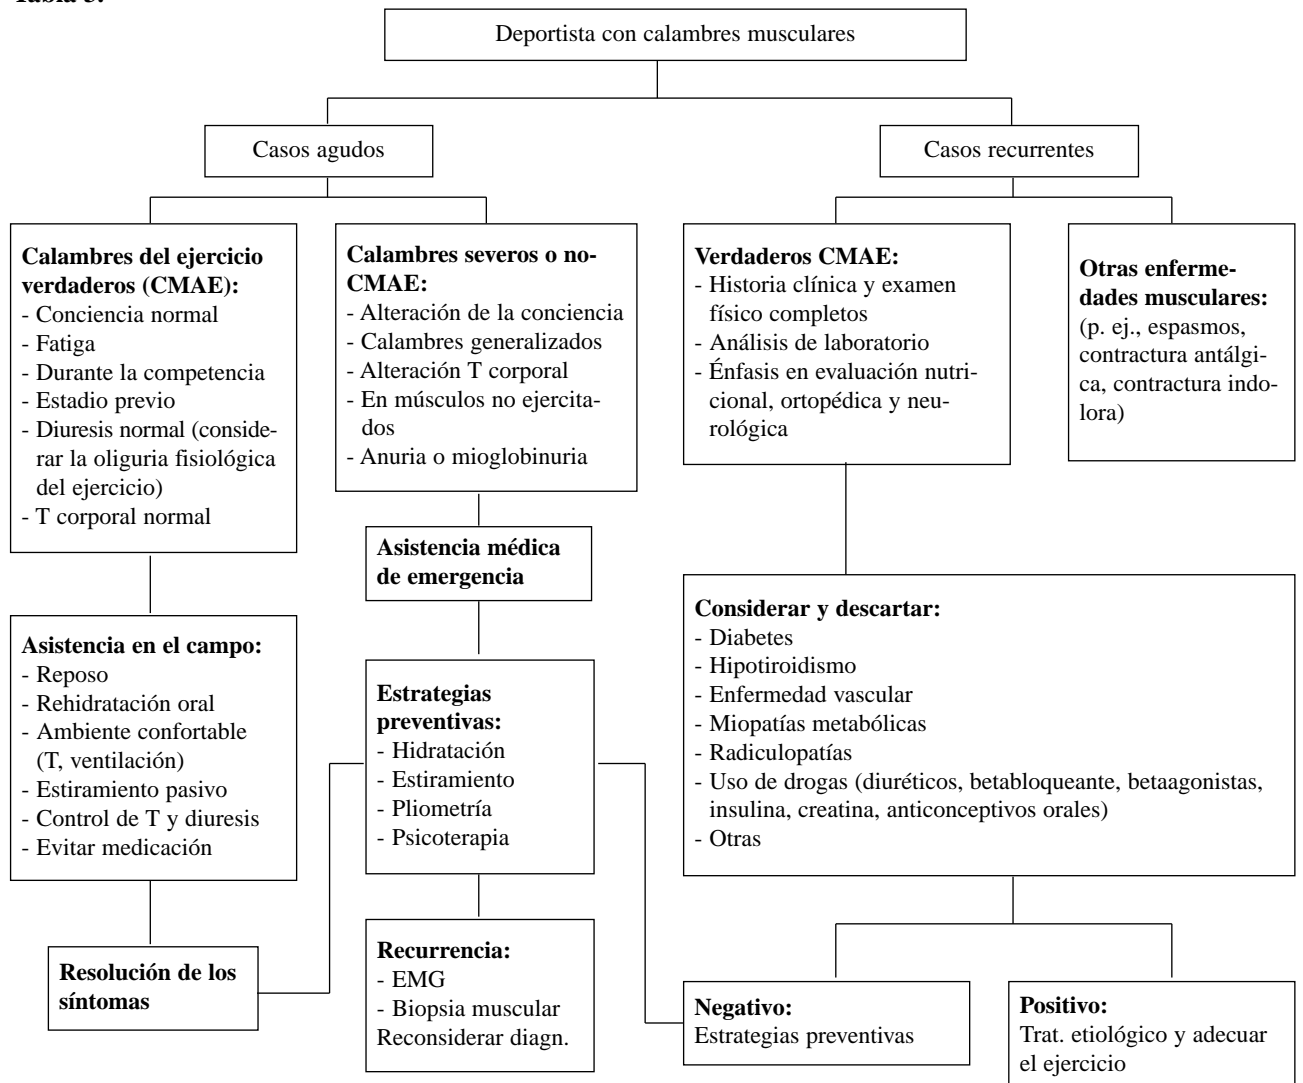 Tabla 3.
Deportista con calambres musculares
Casos agudos
Casos recurrentes
Calambres del ejercicio
verdaderos (CMAE):
- Conciencia normal
- Fatiga
- Durante la competencia
- Estadio previo
- Diuresis normal (conside-
rar la oliguria fisiológica
del ejercicio)
- T corporal normal
Calambres severos o no-
CMAE:
- Alteración de la conciencia
- Calambres generalizados
- Alteración T corporal
- En músculos no ejercita-
dos
- Anuria o mioglobinuria
Verdaderos CMAE:
- Historia clínica y examen
físico completos
- Análisis de laboratorio
- Énfasis en evaluación nutri-
cional, ortopédica y neu-
rológica
Otras enferme-
dades musculares:
(p. ej., espasmos,
contractura antálgi-
ca, contractura indo-
lora)
Asistencia médica
de emergencia
Asistencia en el campo:
- Reposo
- Rehidratación oral
- Ambiente confortable
(T, ventilación)
- Estiramiento pasivo
- Control de T y diuresis
- Evitar medicación
Estrategias
preventivas:
- Hidratación
- Estiramiento
- Pliometría
- Psicoterapia
Considerar y descartar:
- Diabetes
- Hipotiroidismo
- Enfermedad vascular
- Miopatías metabólicas
- Radiculopatías
- Uso de drogas (diuréticos, betabloqueante, betaagonistas,
insulina, creatina, anticonceptivos orales)
- Otras
Resolución de los
síntomas
Recurrencia:
- EMG
- Biopsia muscular
Reconsiderar diagn.
Negativo:
Estrategias preventivas
Positivo:
Trat. etiológico y adecuar
el ejercicio